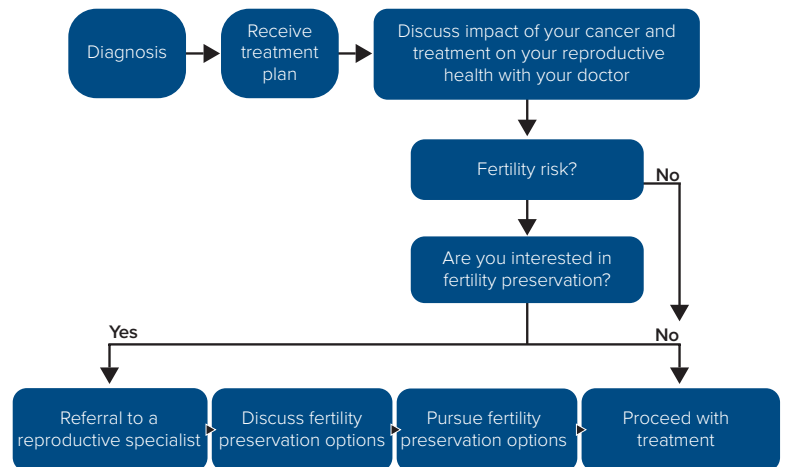 Diagnosis
Receive
treatment
plan
Discuss impact of your cancer and
treatment on your reproductive
health with your doctor
Fertility risk?
No
Are you interested in
fertility preservation?
Yes
No
Referral to a
reproductive specialist
Discuss fertility
preservation options
Pursue fertility
preservation options
Proceed with
treatment